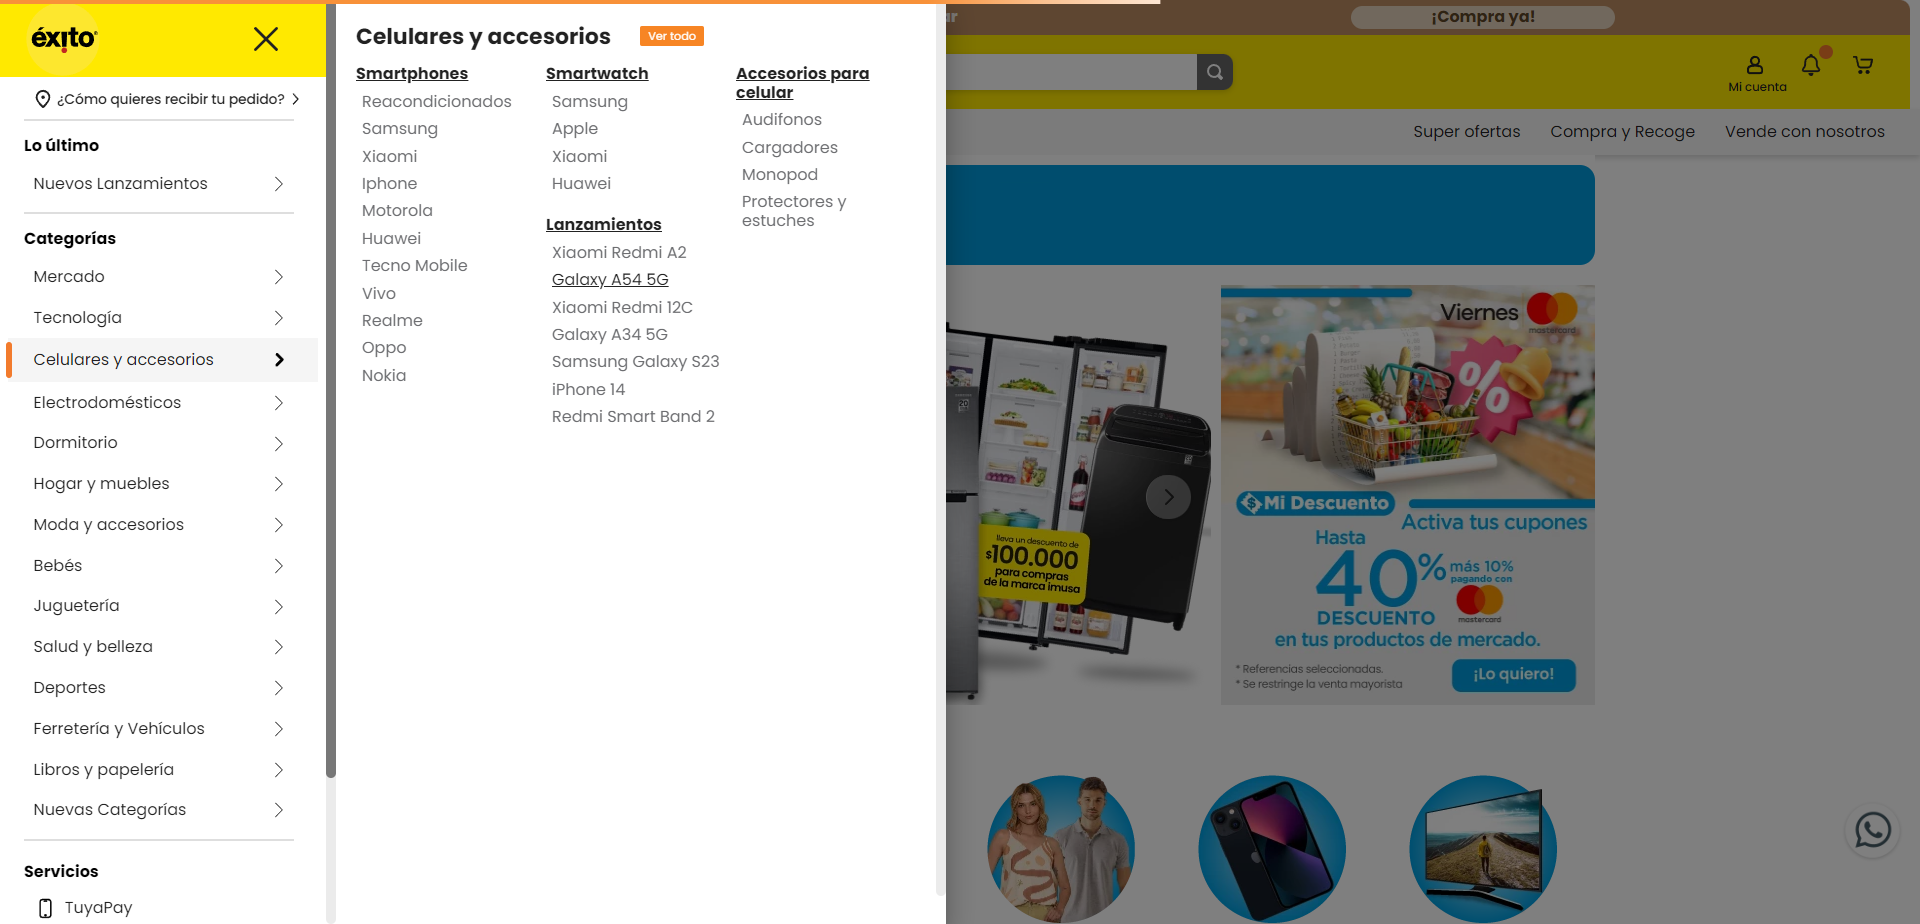 éxito
¿Cómo quieres recibir tu pedido?
Lo último
Nuevos Lanzamientos
Categorías
Mercado
Tecnología
Celulares y accesorios
Electrodomésticos
Dormitorio
Hogar y muebles
Moda y accesorios
Bebés
Juguetería
Salud y belleza
Deportes
Ferretería y Vehículos
Libros y papelería
Nuevas Categorías
Servicios
TuyaPay
Celulares y accesorios
Ver todo
Smartphones
Reacondicionados
Samsung
Xiaomi
Iphone
Motorola
Huawei
Tecno Mobile
Vivo
Realme
Oppo
Nokia
Smartwatch
Samsung
Apple
Xiaomi
Huawei
Lanzamientos
Xiaomi Redmi A2
Galaxy A54 5G
Xiaomi Redmi 12C
Galaxy A34 5G
Samsung Galaxy S23
iPhone 14
Redmi Smart Band 2
Accesorios para
celular
Audifonos
Cargadores
Monopod
Protectores y
estuches
¡Compra ya!
Mi cuenta
Super ofertas
Compra y Recoge
Vende con nosotros
lleva un descuento de
$100.000
para compras
de la marca imusa
Viernes
mastercard
%
$ Mi Descuento
Activa tus cupones
Hasta
40%
más 10%
pagando con
mastercard
DESCUENTO
en tus productos de mercado.
* Referencias seleccionadas.
* Se restringe la venta mayorista
¡Lo quiero!